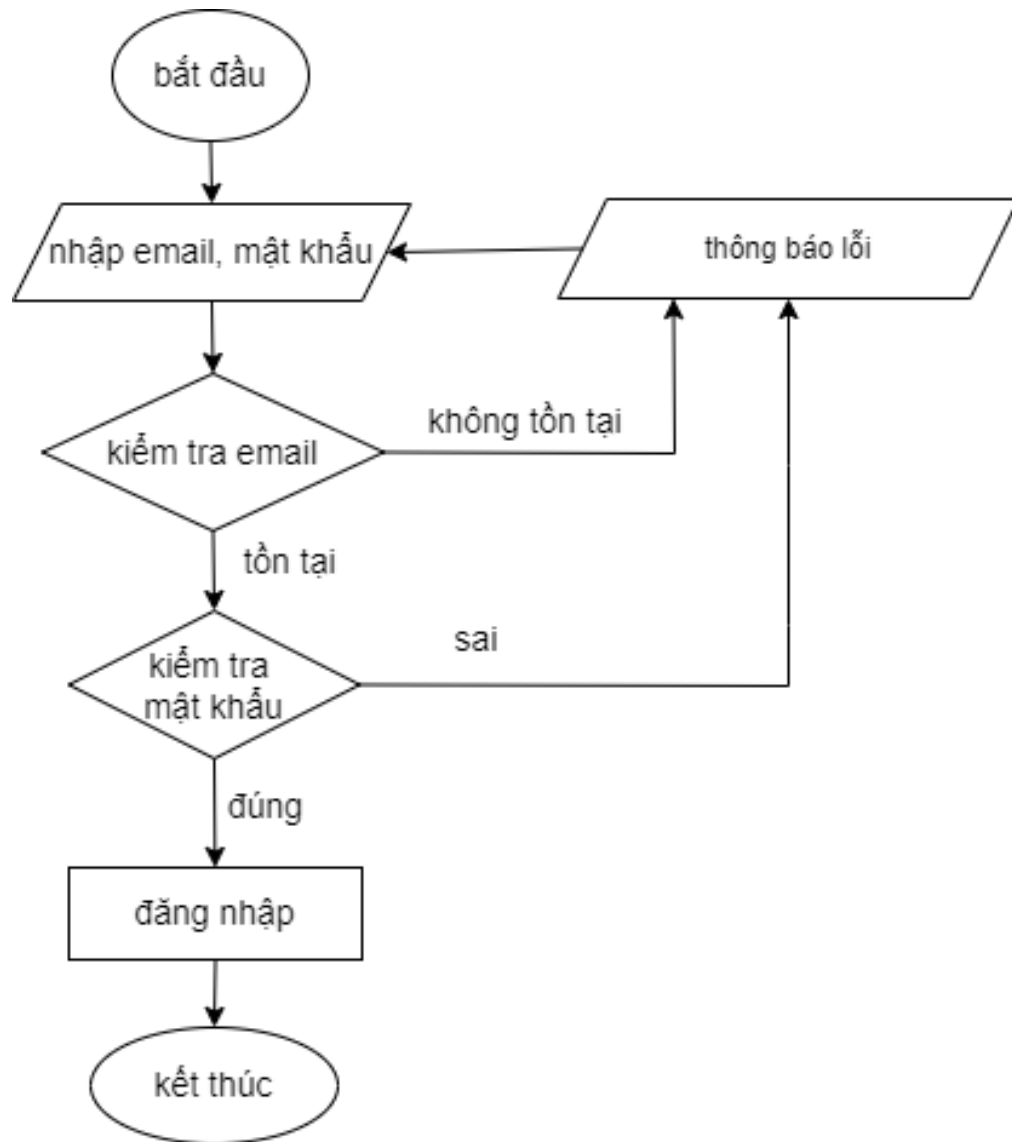 bắt đầu
nhập email, mật khẩu
thông báo lỗi
kiểm tra email
không tồn tại
tồn tại
kiểm tra
mật khẩu
sai
đúng
đăng nhập
kết thúc